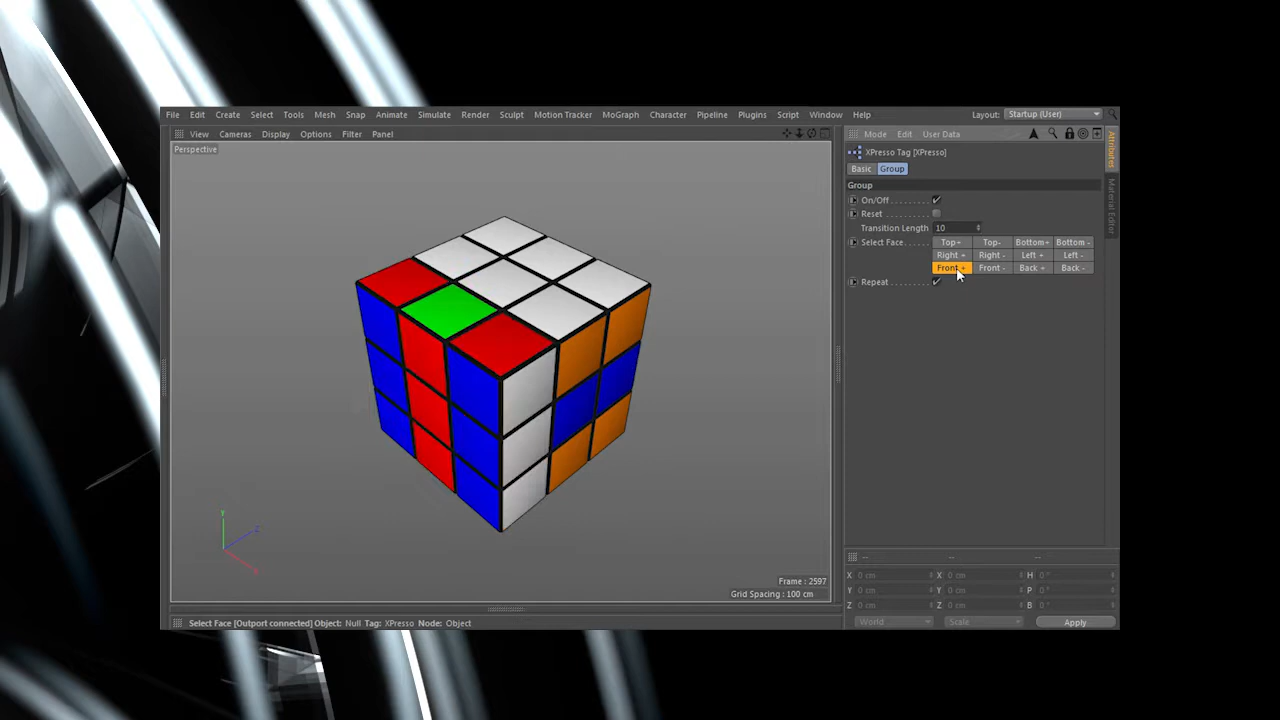 File Edit Create Select Tools Mesh Snap Animate Simulate Render Sculpt Motion Tracker MoGraph Character Pipeline Plugins Script Window Help Layout: Startup (User)
View Cameras Display Options Filter Panel
Mode Edit User Data
Perspective
XPresso Tag [XPresso]
Basic Group
Group
On/Off
Reset
Transition Length 10
Select Face Top+ Top- Bottom+ Bottom -
Right + Right - Left + Left -
Front + Front - Back + Back -
Repeat
Attributes
Material Editor
Y
Z
X
Frame : 2597
Grid Spacing : 100 cm
-- -- --
X 0 cm X 0 cm H 0 °
Y 0 cm Y 0 cm P 0 °
Z 0 cm Z 0 cm B 0 °
World Scale Apply
Select Face [Outport connected] Object: Null Tag: XPresso Node: Object